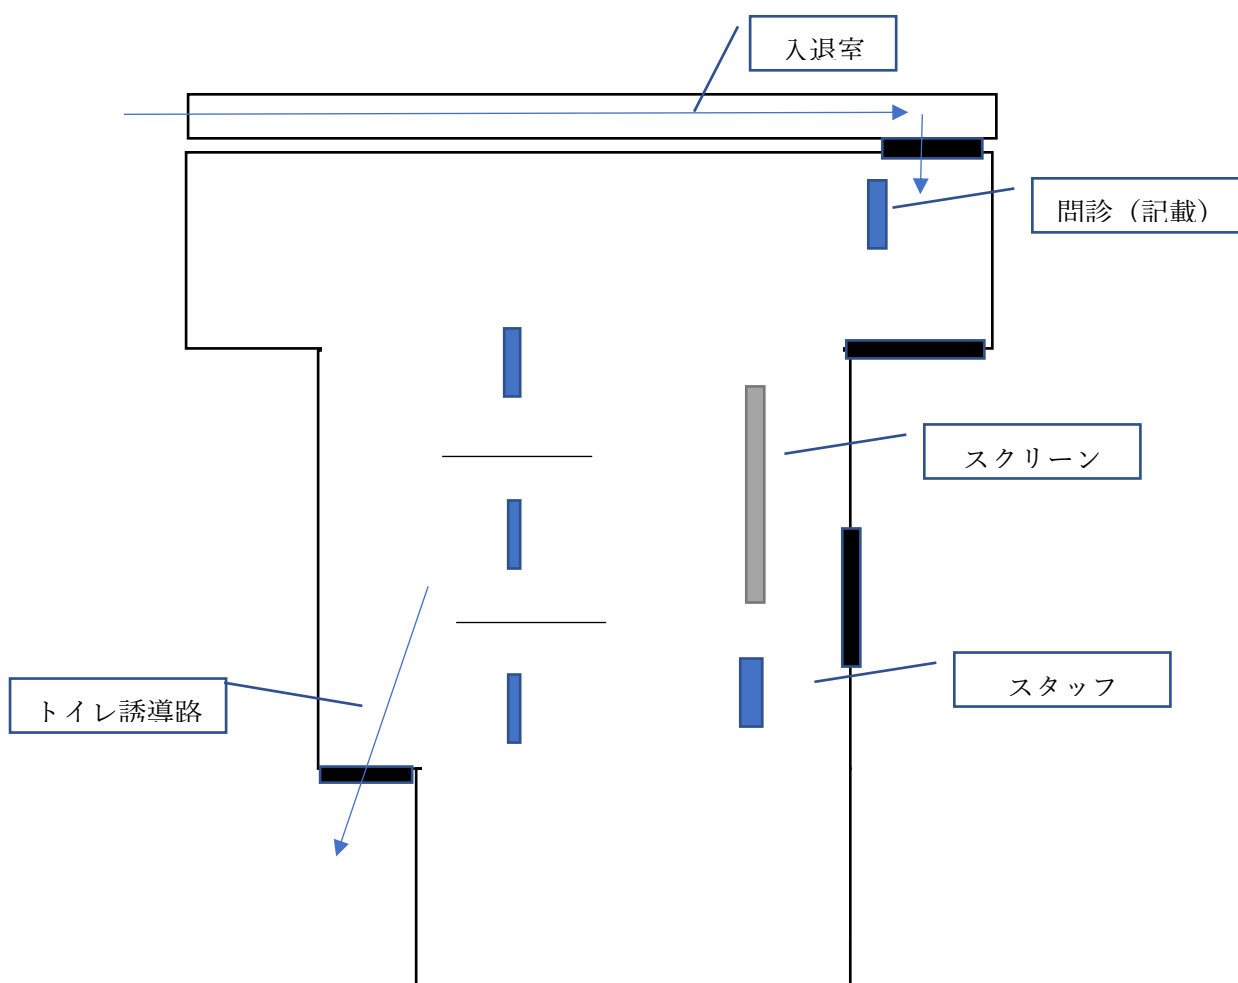 入退室
問診（記載）
スクリーン
スタッフ
トイレ誘導路